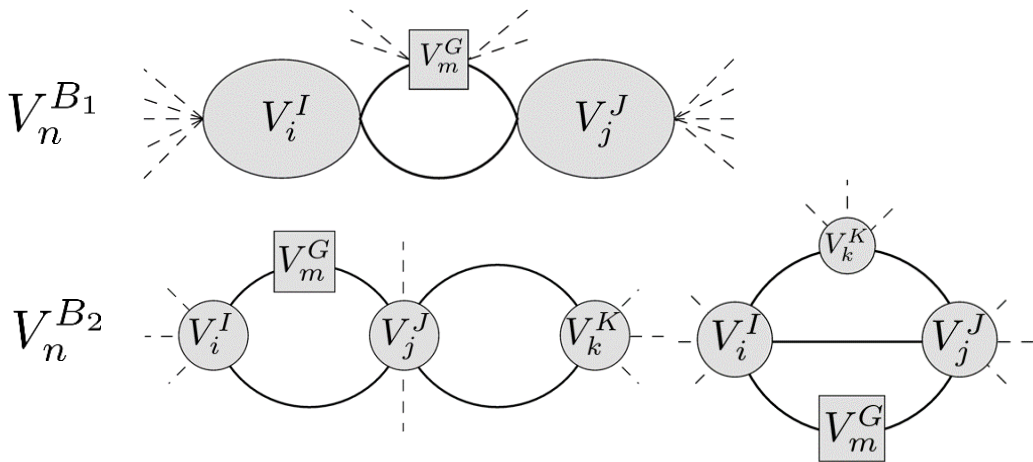 V_n^{B_1} V_i^I V_m^G V_j^J
V_n^{B_2} V_i^I V_m^G V_j^J V_k^K V_i^I V_k^K V_j^J V_m^G